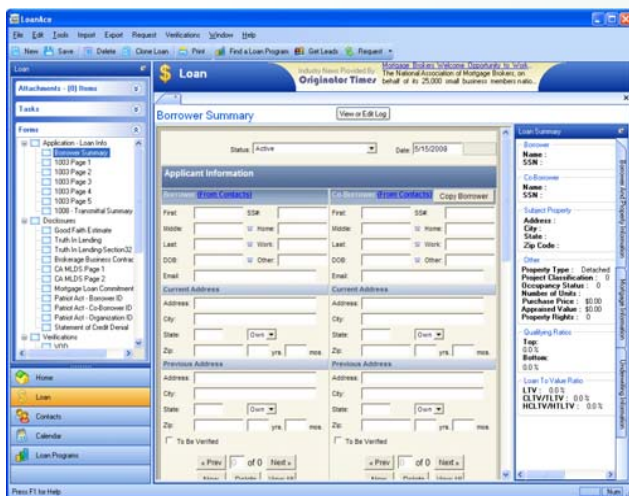 LoanAce
File Edit Tools Import Export Request Verifications Window Help
New Save Delete Clone Loan Print Find a Loan Program Get Leads Request
Loan
Attachments - (0) Items
Tasks
Forms
Application - Loan Info
Borrower Summary
1003 Page 1
1003 Page 2
1003 Page 3
1003 Page 4
1003 Page 5
1008 - Transmittal Summary
Disclosures
Good Faith Estimate
Truth In Lending
Truth In Lending-Section32
Brokerage Business Contrac
CA MLDS Page 1
CA MLDS Page 2
Mortgage Loan Commitment
Patriot Act - Borrower ID
Patriot Act - Co-Borrower ID
Patriot Act - Organization ID
Statement of Credit Denial
Verifications
VOD
Home
Loan
Contacts
Calendar
Loan Programs
Press F1 for Help
$ Loan
Industry News Provided By
Originator Times
Mortgage Brokers Welcome Opportunity to Work...
The National Association of Mortgage Brokers, on
behalf of its 25,000 small business members natio...
Borrower Summary
View or Edit Log
Status: Active Date: 5/15/2008
Applicant Information
Borrower (From Contacts) Co-Borrower (From Contacts) Copy Borrower
First: SS#: First: SS#:
Middle: Home: Middle: Home:
Last: Work: Last: Work:
DOB: Other: DOB: Other:
Email: Email:
Current Address Current Address
Address: Address:
City: City:
State: Own State: Own
Zip: yrs. mos. Zip: yrs. mos.
Previous Address Previous Address
Address: Address:
City: City:
State: Own State: Own
Zip: yrs. mos. Zip: yrs. mos.
To Be Verified To Be Verified
« Prev 0 of 0 Next » « Prev 0 of 0 Next »
New Delete View All New Delete View All
Loan Summary
Borrower
Name :
SSN :
Co-Borrower
Name :
SSN :
Subject Property
Address :
City :
State :
Zip Code :
Other
Property Type : Detached
Project Classification : 0
Occupancy Status : 0
Number of Units :
Purchase Price : $0.00
Appraised Value : $0.00
Property Rights : 0
Qualifying Ratios
Top:
0.0 %
Bottom:
0.0 %
Loan To Value Ratio
LTV : 0.0 %
CLTV/TLTV : 0.0 %
HCLTV/HTLTV : 0.0 %
Borrower And Property Information
Mortgage Information
Underwriting Information
Num